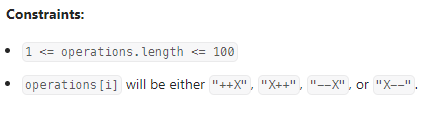 Constraints:
• 1 <= operations.length <= 100
• operations[i] will be either "++X", "X++", "--X", or "X--".